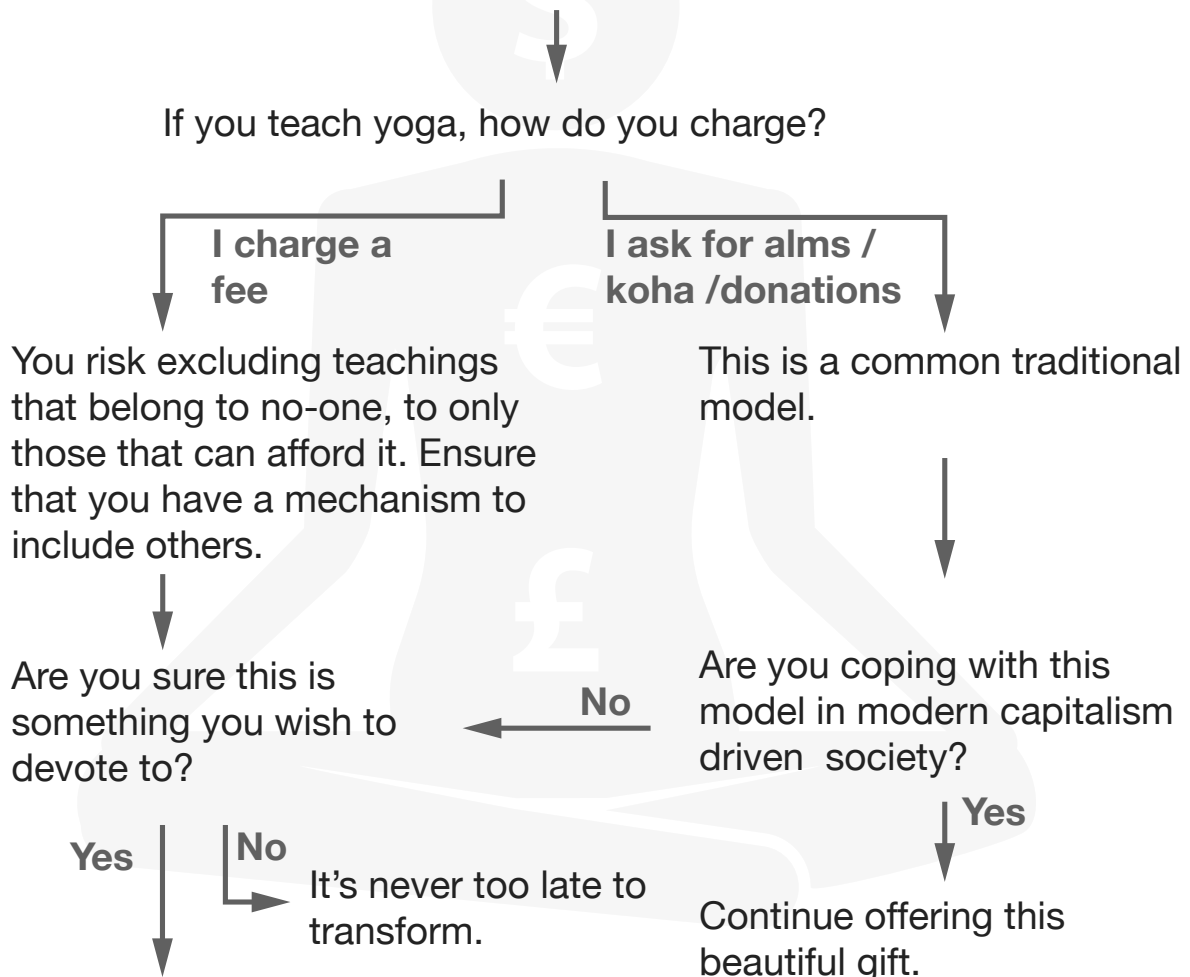 $
If you teach yoga, how do you charge?
I charge a
fee
I ask for alms /
koha /donations
€
You risk excluding teachings
that belong to no-one, to only
those that can afford it. Ensure
that you have a mechanism to
include others.
This is a common traditional
model.
£
Are you sure this is
something you wish to
devote to?
No
Are you coping with this
model in modern capitalism
driven  society?
Yes
No
It's never too late to
transform.
Yes
Continue offering this
beautiful gift.